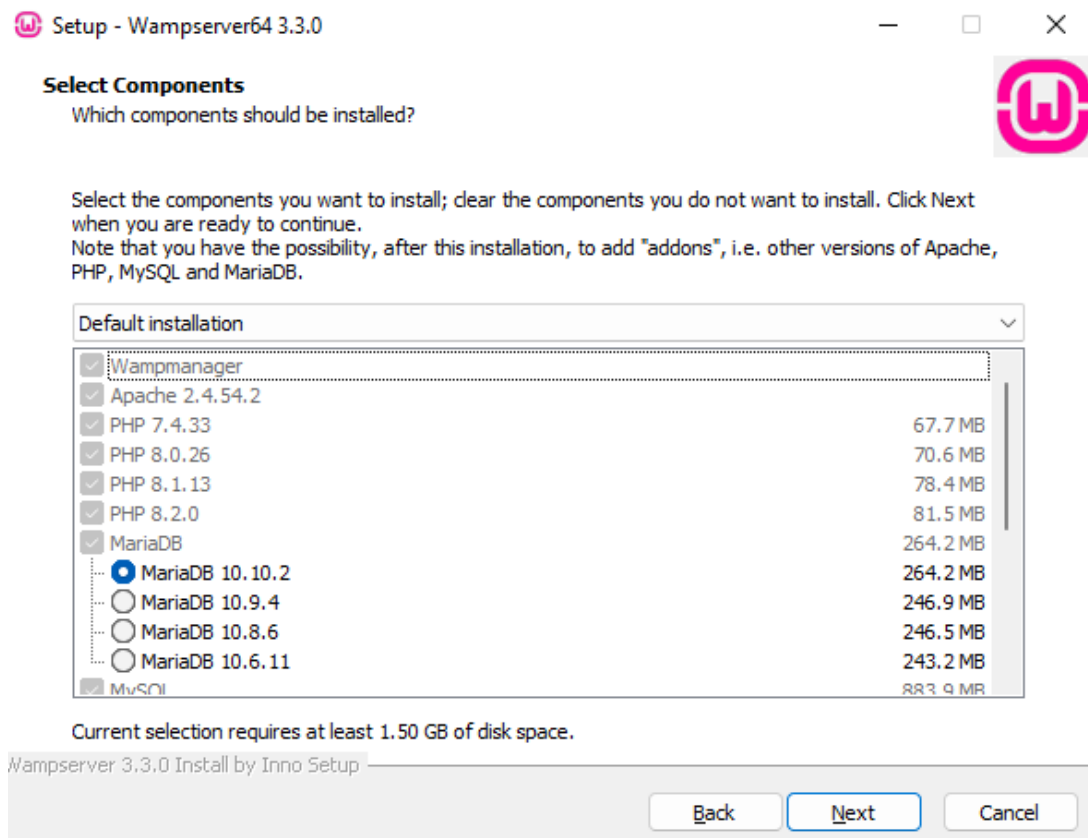 Setup - Wampserver64 3.3.0
Select Components
Which components should be installed?
Select the components you want to install; clear the components you do not want to install. Click Next
when you are ready to continue.
Note that you have the possibility, after this installation, to add "addons", i.e. other versions of Apache,
PHP, MySQL and MariaDB.
Default installation
Wampmanager
Apache 2.4.54.2
PHP 7.4.33 67.7 MB
PHP 8.0.26 70.6 MB
PHP 8.1.13 78.4 MB
PHP 8.2.0 81.5 MB
MariaDB 264.2 MB
MariaDB 10.10.2 264.2 MB
MariaDB 10.9.4 246.9 MB
MariaDB 10.8.6 246.5 MB
MariaDB 10.6.11 243.2 MB
MySQL 883.9 MB
Current selection requires at least 1.50 GB of disk space.
Wampserver 3.3.0 Install by Inno Setup
Back Next Cancel